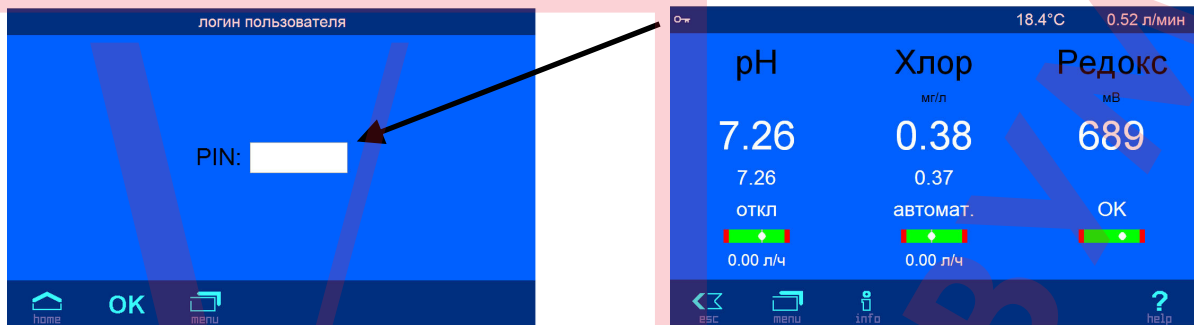 логин пользователя
PIN:
home
OK
menu
18.4°C 0.52 л/мин
pH Хлор Редокс
мг/л мВ
7.26 0.38 689
7.26 0.37
откл автомат. OK
0.00 л/ч 0.00 л/ч
esc menu info help